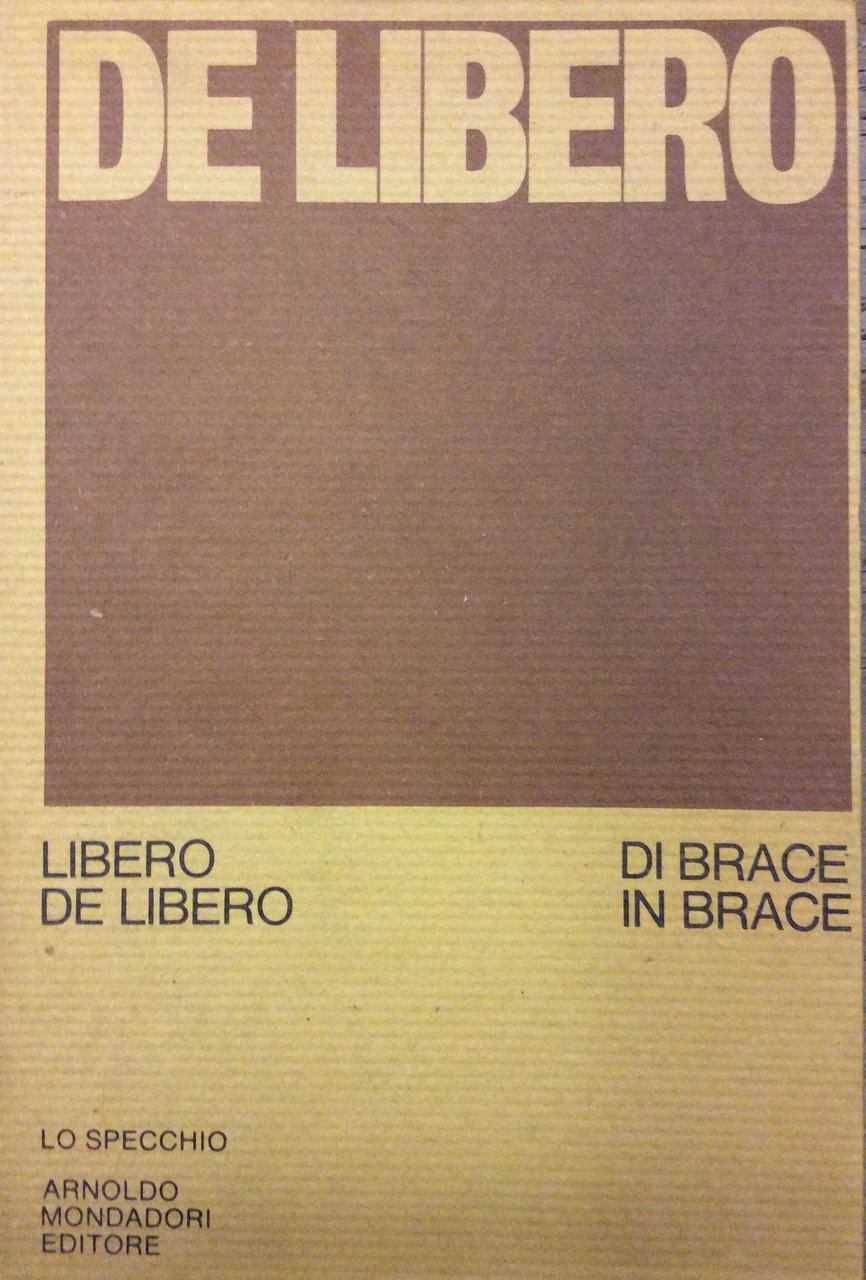 DE LIBERO
LIBERO
DE LIBERO
DI BRACE
IN BRACE
LO SPECCHIO
ARNOLDO
MONDADORI
EDITORE